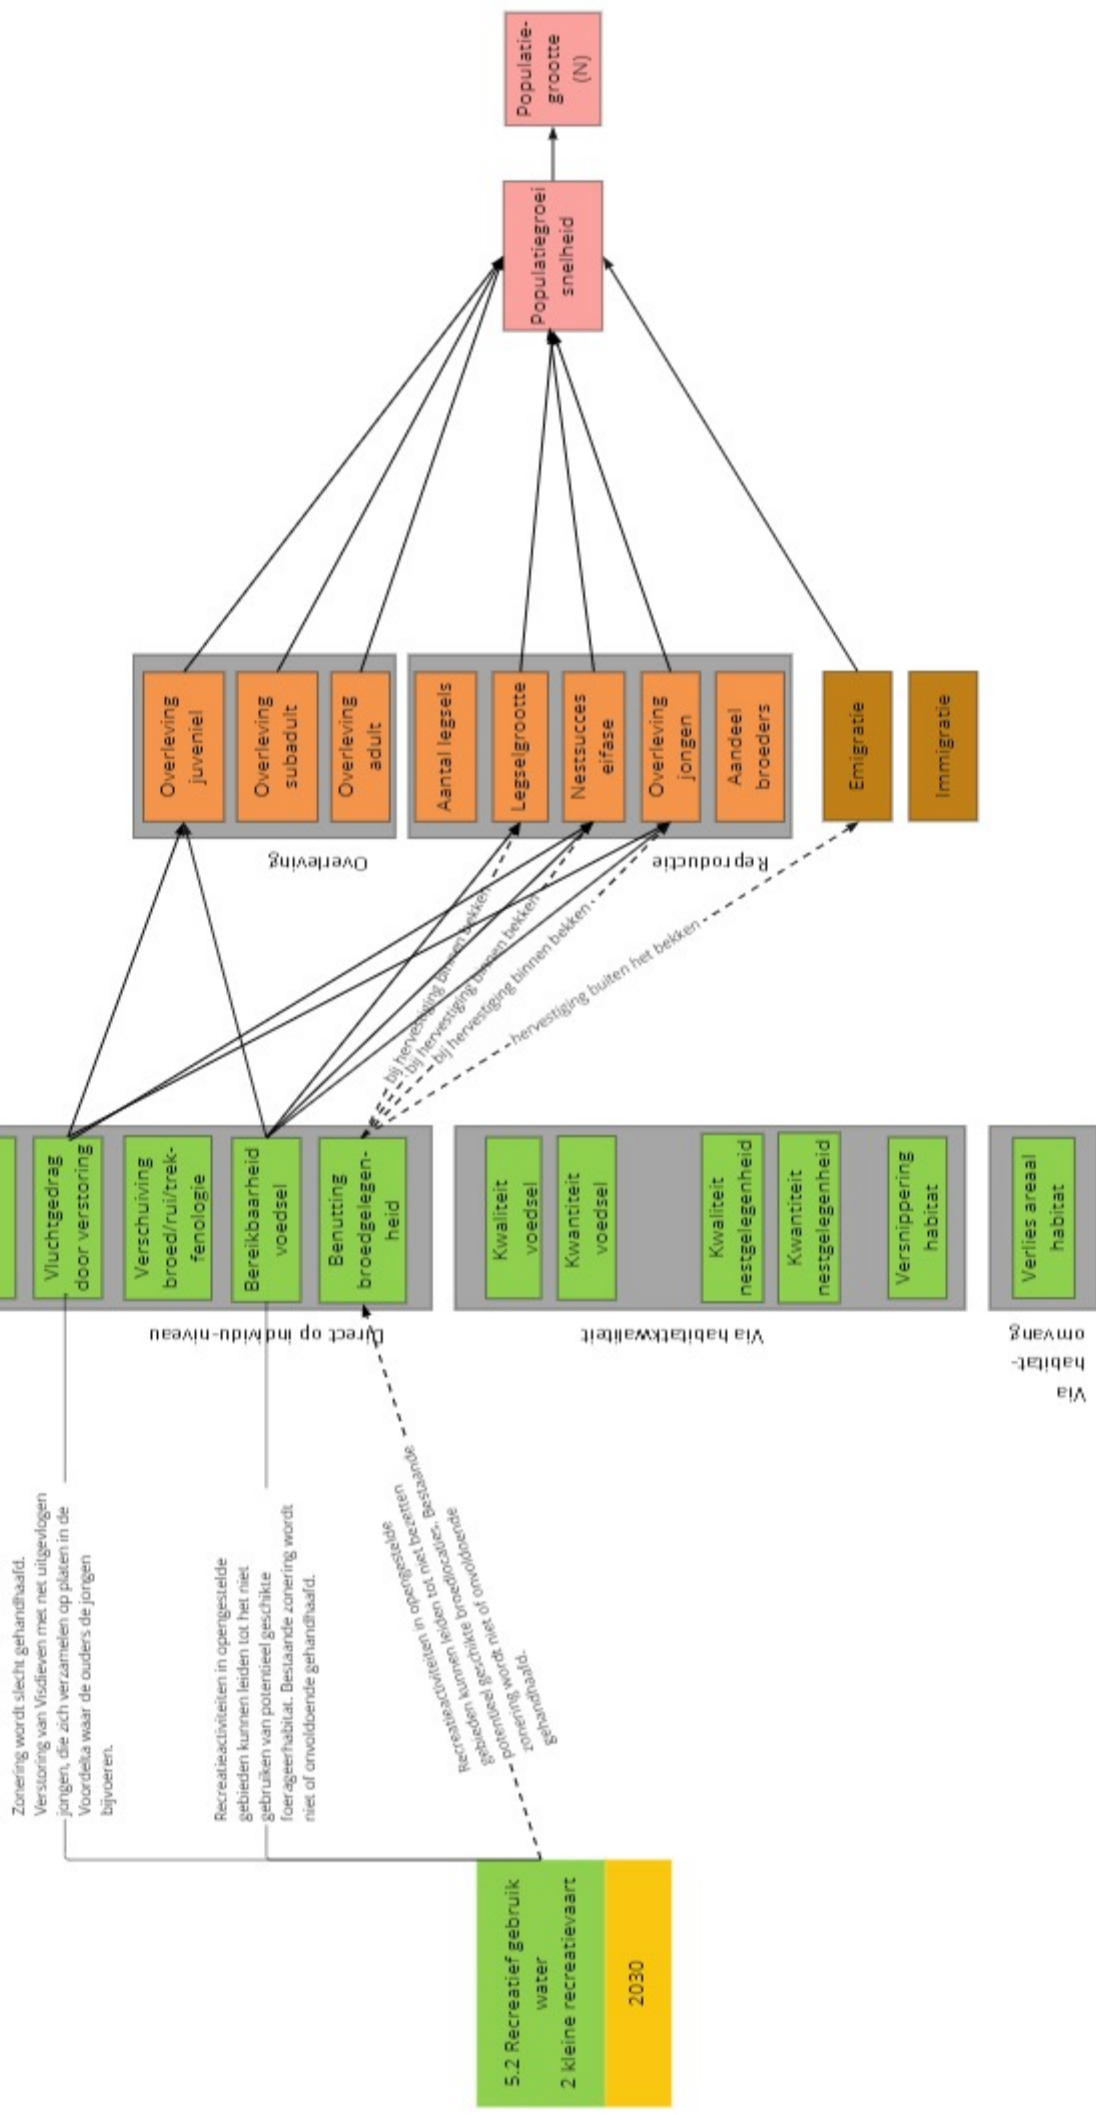 5.2 Recreatief gebruik
water
2 kleine recreatievaart
2030
Zonering wordt slecht gehandhaafd.
Verstoring van Visdieven met net uitgevlogen
jongen, die zich verzamelen op platen in de
Voordelta waar de ouders de jongen
bijvoeren.
Recreatieactiviteiten in opengestelde
gebieden kunnen leiden tot het niet
gebruiken van potentieel geschikte
foerageerhabitat. Bestaande zonering wordt
niet of onvoldoende gehandhaafd.
Recreatieactiviteiten in opengestelde
gebieden kunnen leiden tot niet bezetten
potentieel geschikte broedlocaties. Bestaande
zonering wordt niet of onvoldoende
gehandhaafd.
Direct op individu-niveau
Vluchtgedrag
door verstoring
Verschuiving
broed/rui/trek-
fenologie
Bereikbaarheid
voedsel
Benutting
broedgelegen-
heid
Via habitatkwaliteit
Kwaliteit
voedsel
Kwantiteit
voedsel
Kwaliteit
nestgelegenheid
Kwantiteit
nestgelegenheid
Versnippering
habitat
Via
habitat-
omvang
Verlies areaal
habitat
bij hervestiging binnen bekken
bij hervestiging binnen bekken
bij hervestiging binnen bekken
hervestiging buiten het bekken
Overleving
Overleving
juveniel
Overleving
subadult
Overleving
adult
Reproductie
Aantal legsels
Legselgrootte
Nestsucces
eifase
Overleving
jongen
Aandeel
broeders
Emigratie
Immigratie
Populatiegroei
snelheid
Populatie-
grootte
(N)